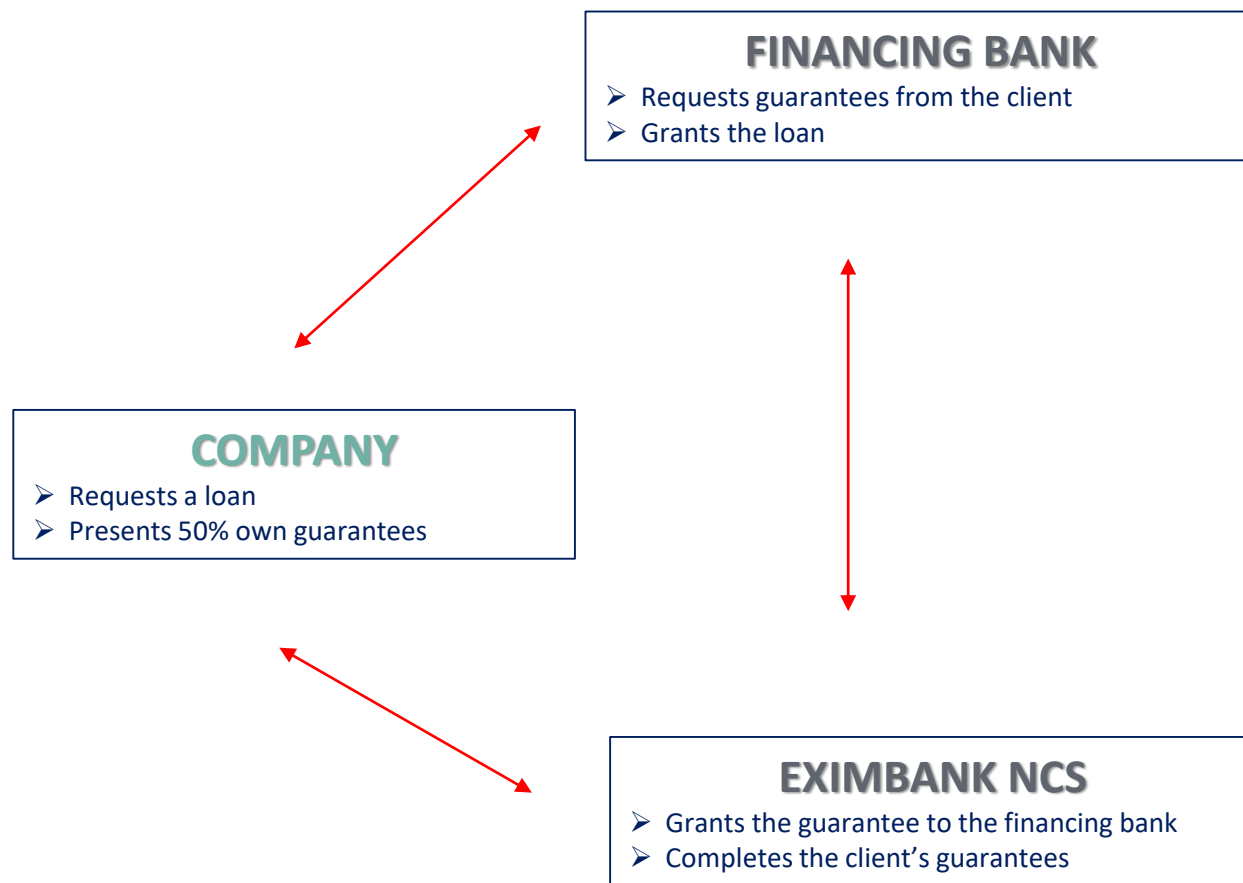 FINANCING BANK
➢ Requests guarantees from the client
➢ Grants the loan
COMPANY
➢ Requests a loan
➢ Presents 50% own guarantees
EXIMBANK NCS
➢ Grants the guarantee to the financing bank
➢ Completes the client’s guarantees